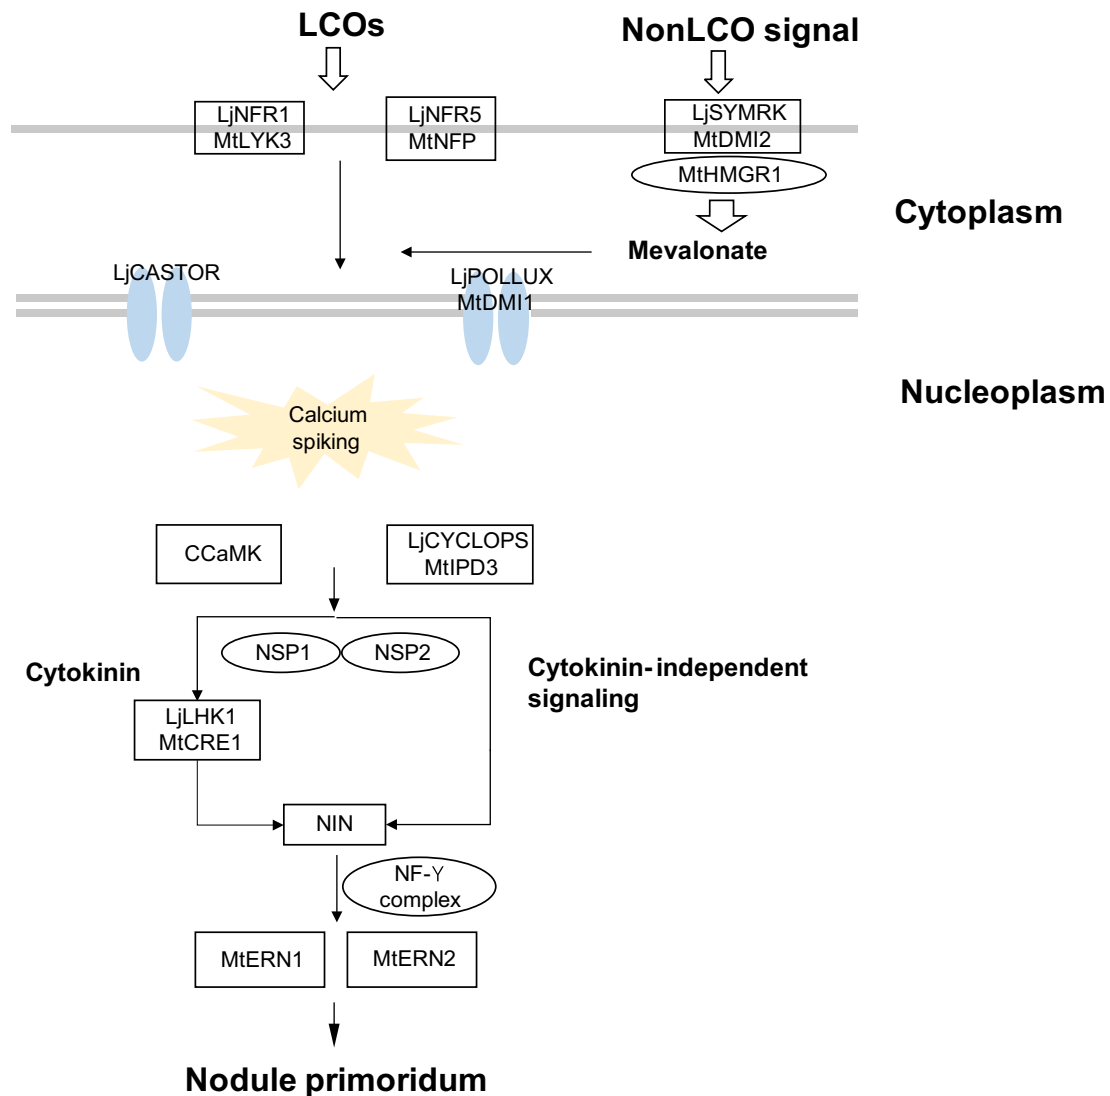 LCOs
NonLCO signal
LjNFR1
MtLYK3
LjNFR5
MtNFP
LjSYMRK
MtDMI2
MtHMGR1
Cytoplasm
Mevalonate
LjCASTOR
LjPOLLUX
MtDMI1
Nucleoplasm
Calcium
spiking
CCaMK
LjCYCLOPS
MtIPD3
NSP1
NSP2
Cytokinin
Cytokinin-independent
signaling
LjLHK1
MtCRE1
NIN
NF-Y
complex
MtERN1
MtERN2
Nodule primoridum